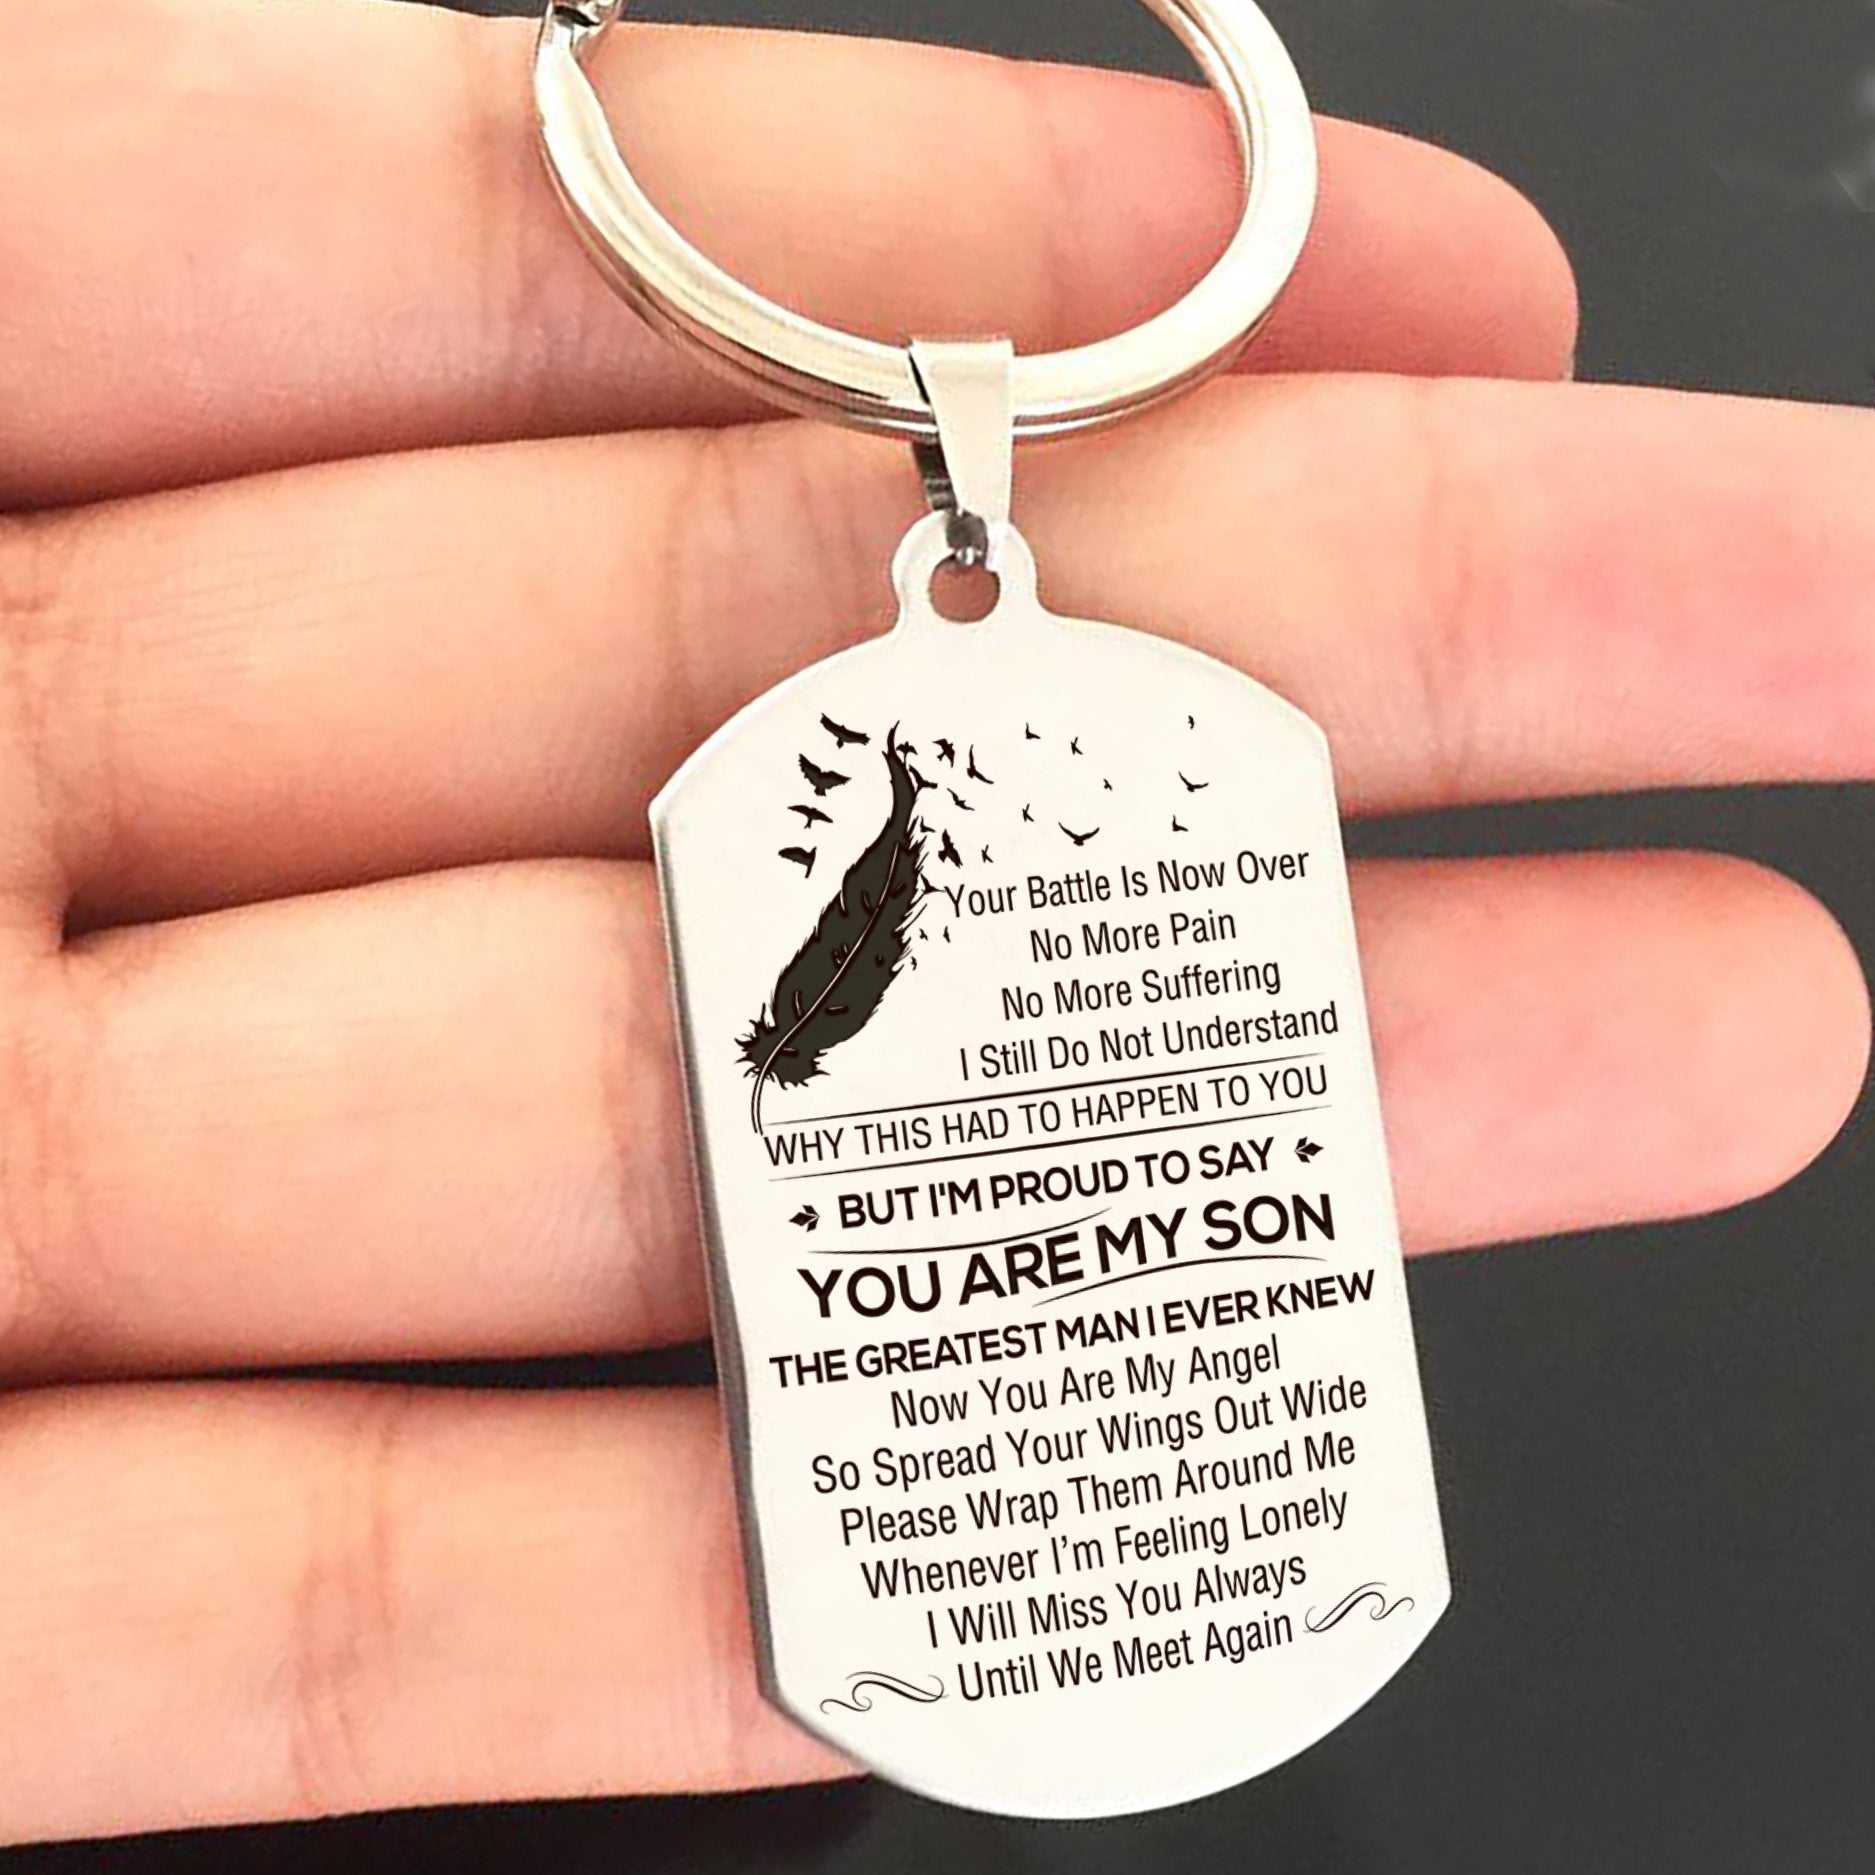 Your Battle Is Now Over
No More Pain
No More Suffering
I Still Do Not Understand
WHY THIS HAD TO HAPPEN TO YOU
BUT I'M PROUD TO SAY
YOU ARE MY SON
THE GREATEST MAN I EVER KNEW
Now You Are My Angel
So Spread Your Wings Out Wide
Please Wrap Them Around Me
Whenever I’m Feeling Lonely
I Will Miss You Always
Until We Meet Again